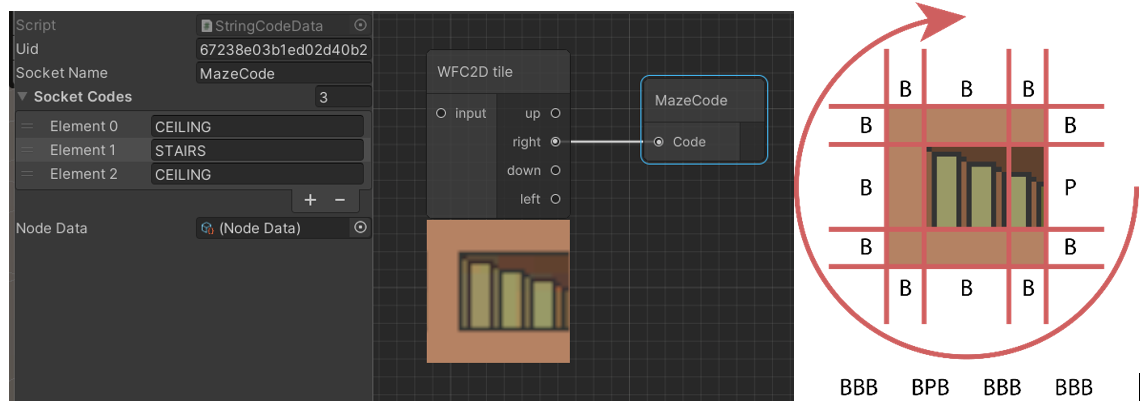 Script
StringCodeData
Uid
67238e03b1ed02d40b2
Socket Name
MazeCode
Socket Codes
3
Element 0
CEILING
Element 1
STAIRS
Element 2
CEILING
+ −
Node Data
(Node Data)
WFC2D tile
input
up
right
down
left
MazeCode
Code
B B B
B B
B P
B B
B B B
BBB BPB BBB BBB